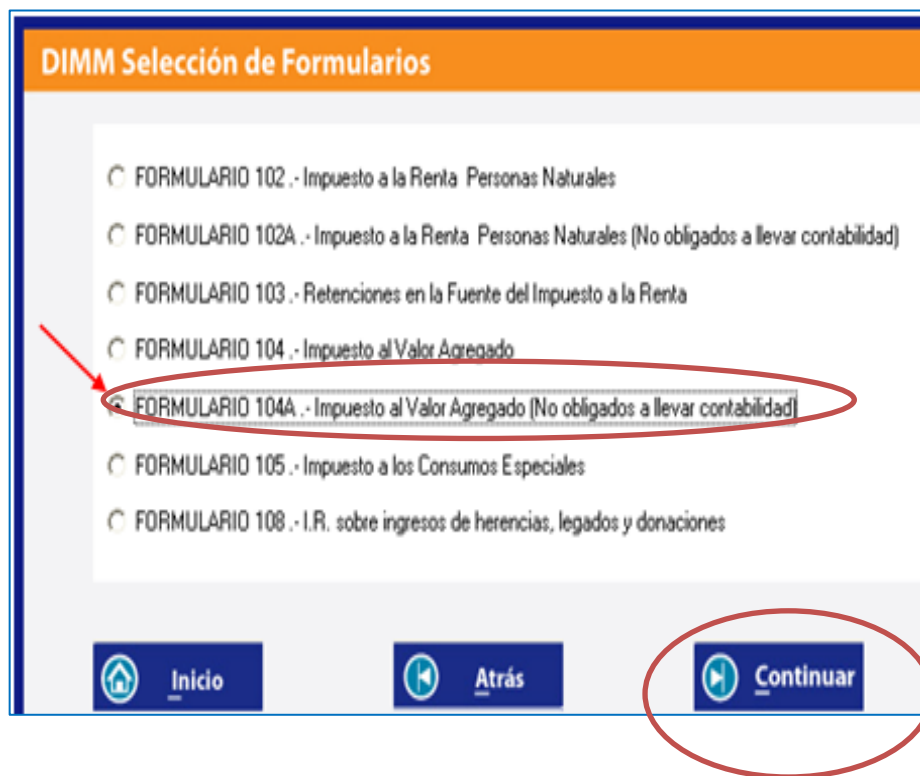 DIMM Selección de Formularios
FORMULARIO 102 .- Impuesto a la Renta Personas Naturales
FORMULARIO 102A .- Impuesto a la Renta Personas Naturales (No obligados a llevar contabilidad)
FORMULARIO 103 .- Retenciones en la Fuente del Impuesto a la Renta
FORMULARIO 104 .- Impuesto al Valor Agregado
FORMULARIO 104A .- Impuesto al Valor Agregado (No obligados a llevar contabilidad)
FORMULARIO 105 .- Impuesto a los Consumos Especiales
FORMULARIO 108 .- I.R. sobre ingresos de herencias, legados y donaciones
Inicio Atrás Continuar